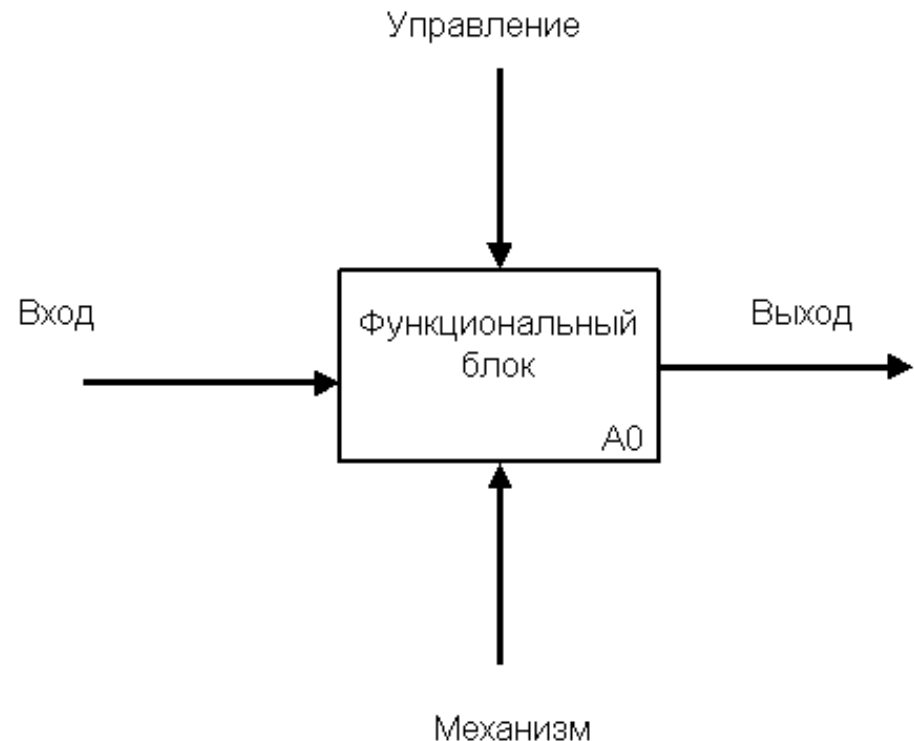 Управление
Вход
Функциональный
блок
Выход
A0
Механизм